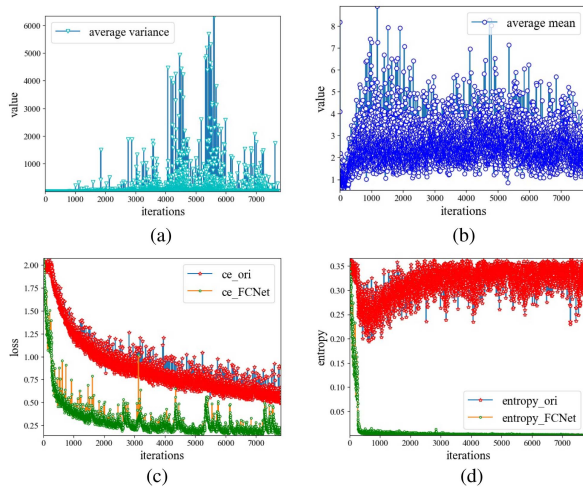 average variance
value
6000
5000
4000
3000
2000
1000
0 1000 2000 3000 4000 5000 6000 7000
iterations
(a)
average mean
value
8
7
6
5
4
3
2
1
0 1000 2000 3000 4000 5000 6000 7000
iterations
(b)
ce_ori
ce_FCNet
loss
2.00
1.75
1.50
1.25
1.00
0.75
0.50
0.25
0 1000 2000 3000 4000 5000 6000 7000
iterations
(c)
entropy_ori
entropy_FCNet
entropy
0.35
0.30
0.25
0.20
0.15
0.10
0.05
0 1000 2000 3000 4000 5000 6000 7000
iterations
(d)